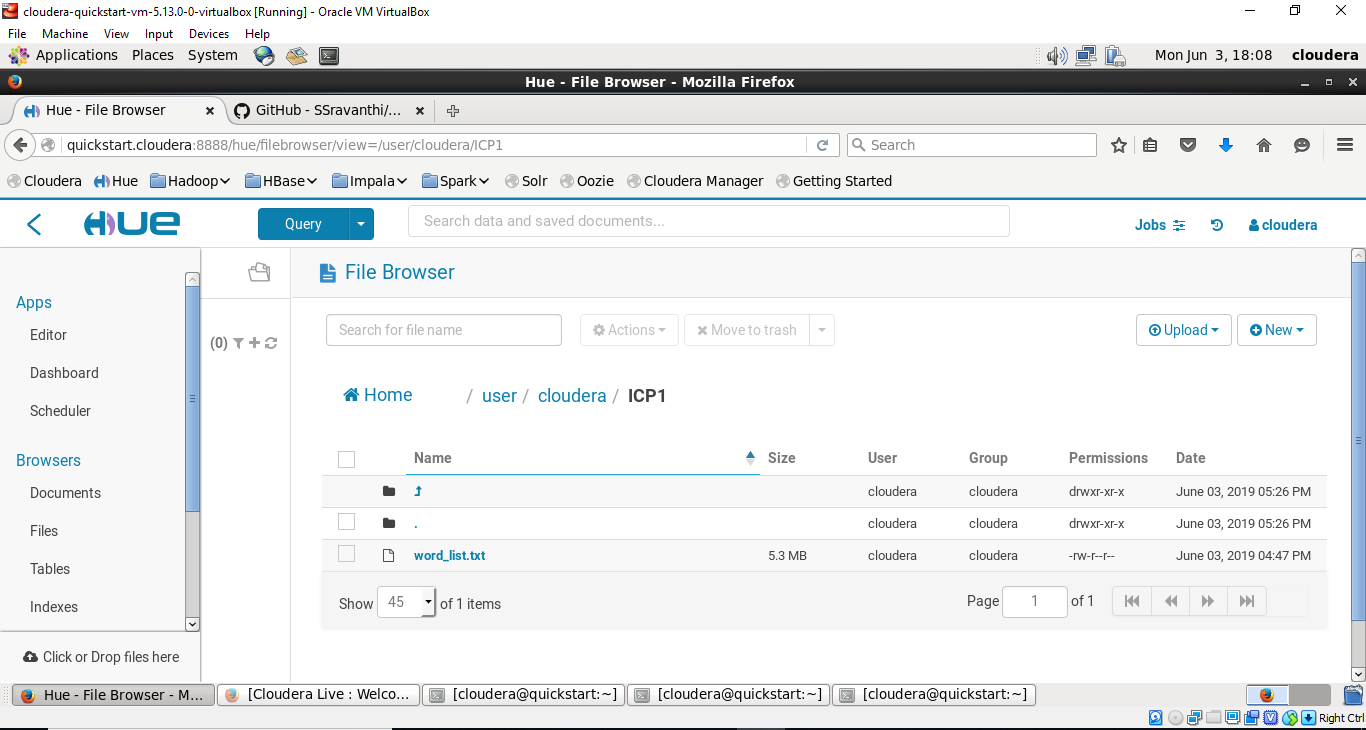 cloudera-quickstart-vm-5.13.0-0-virtualbox [Running] - Oracle VM VirtualBox
File Machine View Input Devices Help
Applications Places System Mon Jun 3, 18:08 cloudera
Hue - File Browser - Mozilla Firefox
Hue - File Browser GitHub - SSravanthi/...
quickstart.cloudera:8888/hue/filebrowser/view=/user/cloudera/ICP1 Search
Cloudera Hue Hadoop HBase Impala Spark Solr Oozie Cloudera Manager Getting Started
HUE Query Search data and saved documents... Jobs cloudera
File Browser
Apps
Editor
Dashboard
Scheduler
Browsers
Documents
Files
Tables
Indexes
Click or Drop files here
(0)
Search for file name Actions Move to trash Upload New
Home / user / cloudera / ICP1
Name Size User Group Permissions Date
cloudera cloudera drwxr-xr-x June 03, 2019 05:26 PM
. cloudera cloudera drwxr-xr-x June 03, 2019 05:26 PM
word_list.txt 5.3 MB cloudera cloudera -rw-r--r-- June 03, 2019 04:47 PM
Show 45 of 1 items Page 1 of 1
Hue - File Browser - M... [Cloudera Live : Welco... [cloudera@quickstart:~] [cloudera@quickstart:~] [cloudera@quickstart:~]
Right Ctrl